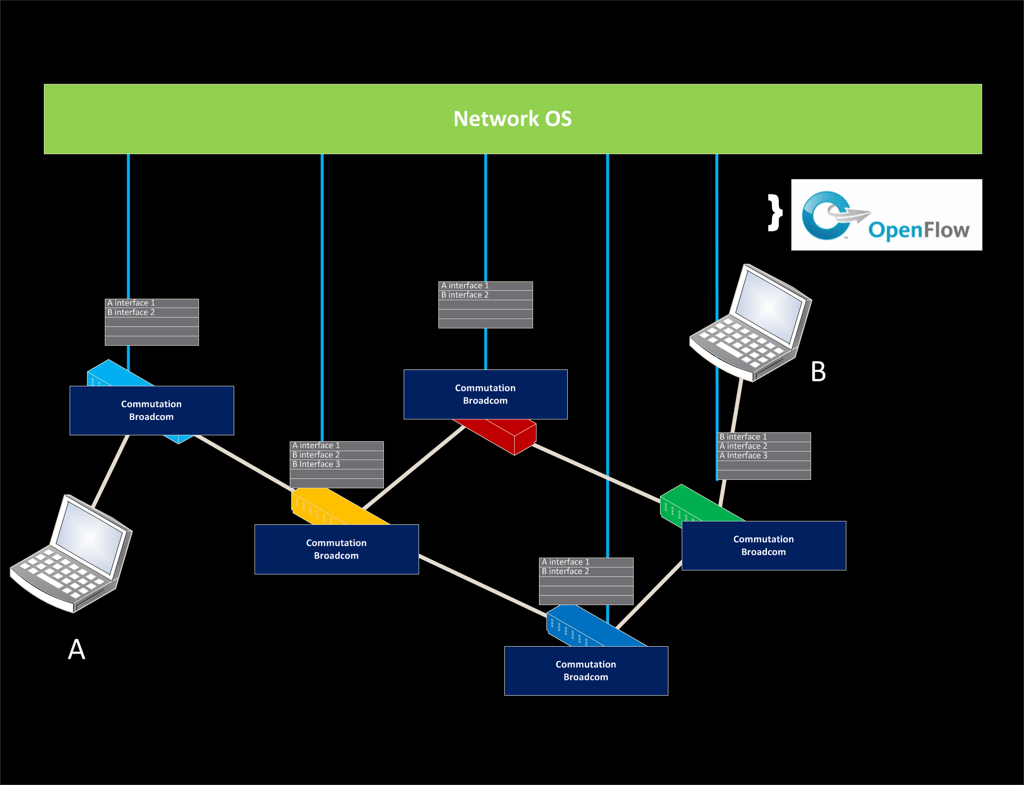 Network OS
OpenFlow
}
A interface 1
B interface 2
A interface 1
B interface 2
Commutation
Broadcom
Commutation
Broadcom
B
A interface 1
B interface 2
B Interface 3
B interface 1
A interface 2
A Interface 3
Commutation
Broadcom
Commutation
Broadcom
A interface 1
B interface 2
A
Commutation
Broadcom